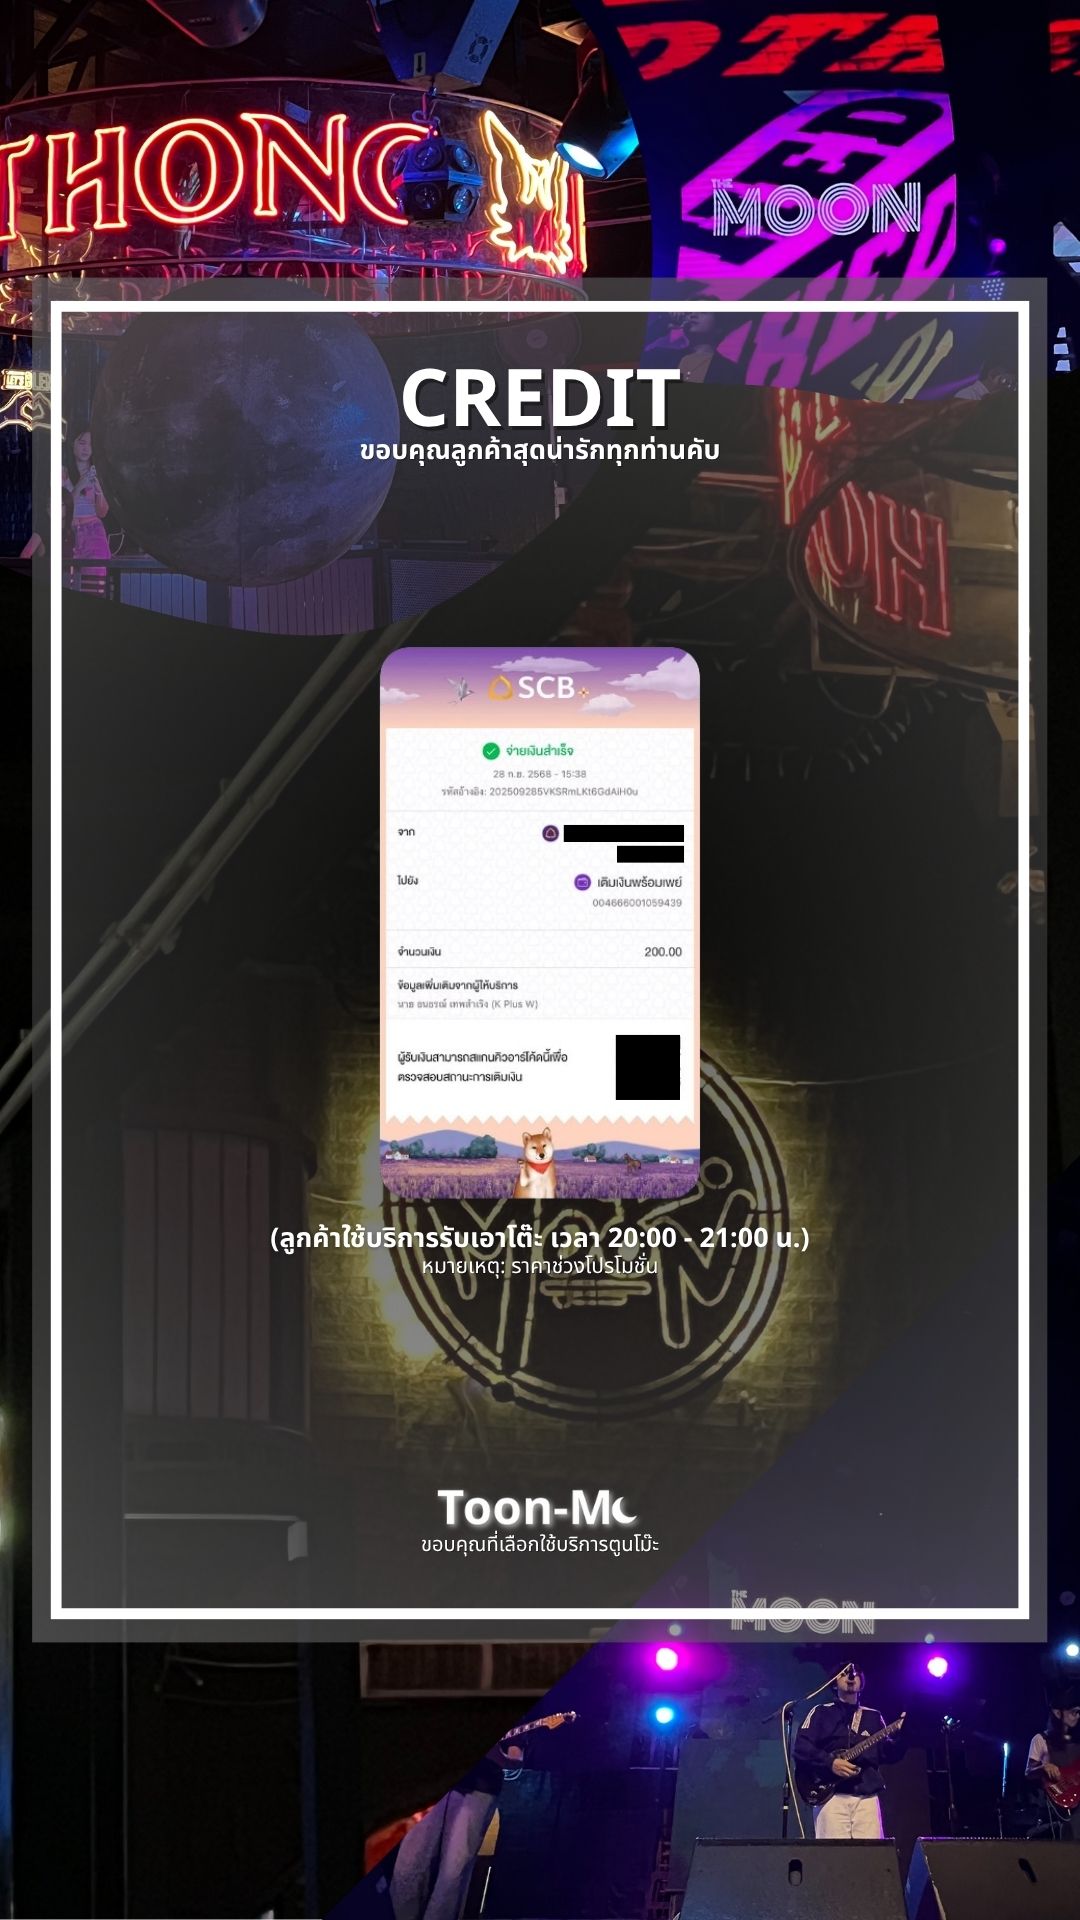 THONG
THE
MOON
CREDIT
ขอบคุณลูกค้าสุดน่ารักทุกท่านคับ
SCB
จ่ายเงินสำเร็จ
28 ก.ย. 2568 - 15:38
รหัสอ้างอิง: 202509285VKSRmLKt6GdAiH0u
จาก
ไปยัง
เติมเงินพร้อมเพย์
004666001059439
จำนวนเงิน
200.00
ข้อมูลเพิ่มเติมจากผู้ให้บริการ
นาย ธนธรณ์ เทพสำเริง (K Plus W)
ผู้รับเงินสามารถสแกนคิวอาร์โค้ดนี้เพื่อ
ตรวจสอบสถานะการเติมเงิน
(ลูกค้าใช้บริการรับเอาโต๊ะ เวลา 20:00 - 21:00 น.)
หมายเหตุ: ราคาช่วงโปรโมชั่น
Toon-M
ขอบคุณที่เลือกใช้บริการตูนโม๊ะ
THE
MOON